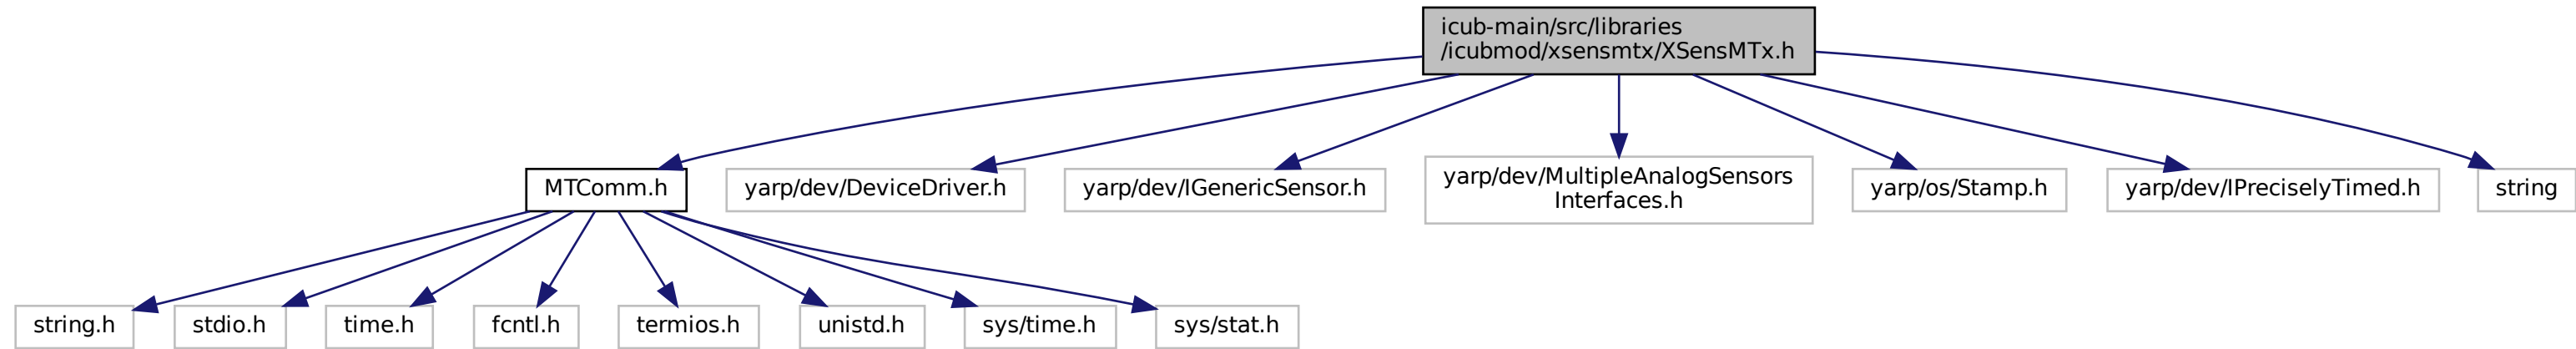 icub-main/src/libraries
/icubmod/xsensmtx/XSensMTx.h
MTComm.h
yarp/dev/DeviceDriver.h
yarp/dev/IGenericSensor.h
yarp/dev/MultipleAnalogSensors
Interfaces.h
yarp/os/Stamp.h
yarp/dev/IPreciselyTimed.h
string
string.h
stdio.h
time.h
fcntl.h
termios.h
unistd.h
sys/time.h
sys/stat.h